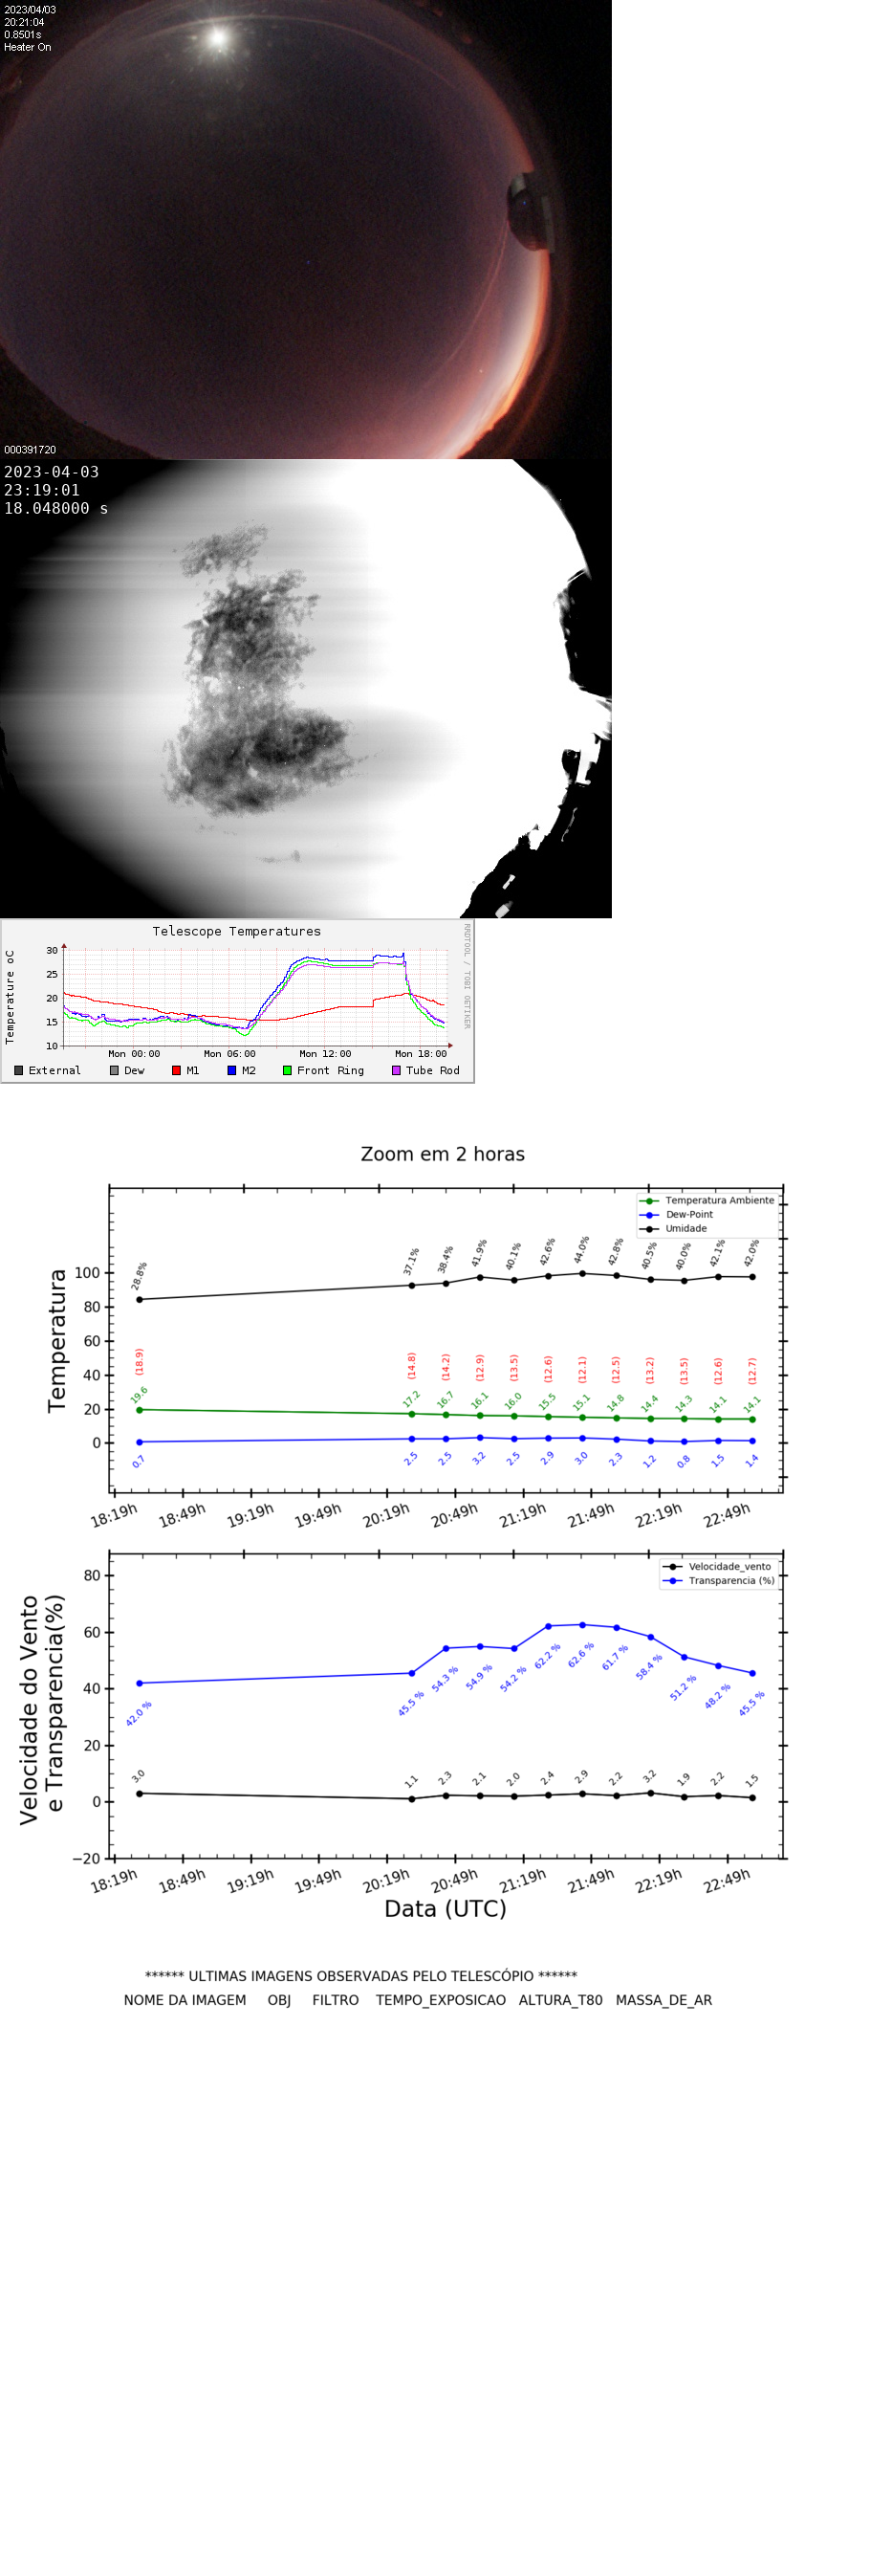 2023/04/03
20:21:04
0.8501s
Heater On
000391720
2023-04-03
23:19:01
18.048000 s
Telescope Temperatures
RRDTOOL / TOBI OETIKER
Temperature oC
30
25
20
15
10
Mon 00:00 Mon 06:00 Mon 12:00 Mon 18:00
External Dew M1 M2 Front Ring Tube Rod
Zoom em 2 horas
Temperatura Ambiente
Dew-Point
Umidade
Temperatura
100
80
60
40
20
0
28.8% 37.1% 38.4% 41.9% 40.1% 42.6% 44.0% 42.8% 40.5% 40.0% 42.1% 42.0%
(18.9) (14.8) (14.2) (12.9) (13.5) (12.6) (12.1) (12.5) (13.2) (13.5) (12.6) (12.7)
19.6 17.2 16.7 16.1 16.0 15.5 15.1 14.8 14.4 14.3 14.1 14.1
0.7 2.5 2.5 3.2 2.5 2.9 3.0 2.3 1.2 0.8 1.5 1.4
18:19h 18:49h 19:19h 19:49h 20:19h 20:49h 21:19h 21:49h 22:19h 22:49h
Velocidade_vento
Transparencia (%)
Velocidade do Vento
e Transparencia(%)
80
60
40
20
0
−20
42.0 % 45.5 % 54.3 % 54.9 % 54.2 % 62.2 % 62.6 % 61.7 % 58.4 % 51.2 % 48.2 % 45.5 %
3.0 1.1 2.3 2.1 2.0 2.4 2.9 2.2 3.2 1.9 2.2 1.5
18:19h 18:49h 19:19h 19:49h 20:19h 20:49h 21:19h 21:49h 22:19h 22:49h
Data (UTC)
****** ULTIMAS IMAGENS OBSERVADAS PELO TELESCÓPIO ******
NOME DA IMAGEM OBJ FILTRO TEMPO_EXPOSICAO ALTURA_T80 MASSA_DE_AR